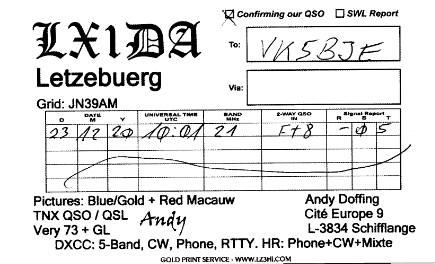 LX1DA
☑ Confirming our QSO ☐ SWL Report
To: VK5BJE
Letzebuerg
Via:
Grid: JN39AM
DATE UNIVERSAL TIME BAND 2-WAY QSO Signal Report
D M Y UTC MHz IN R S T
23 12 20 10:01 21 FT8 -05
Pictures: Blue/Gold + Red Macauw Andy Doffing
TNX QSO / QSL Andy Cité Europe 9
Very 73 + GL L-3834 Schifflange
DXCC: 5-Band, CW, Phone, RTTY. HR: Phone+CW+Mixte
GOLD PRINT SERVICE - WWW.LZ3HI.COM